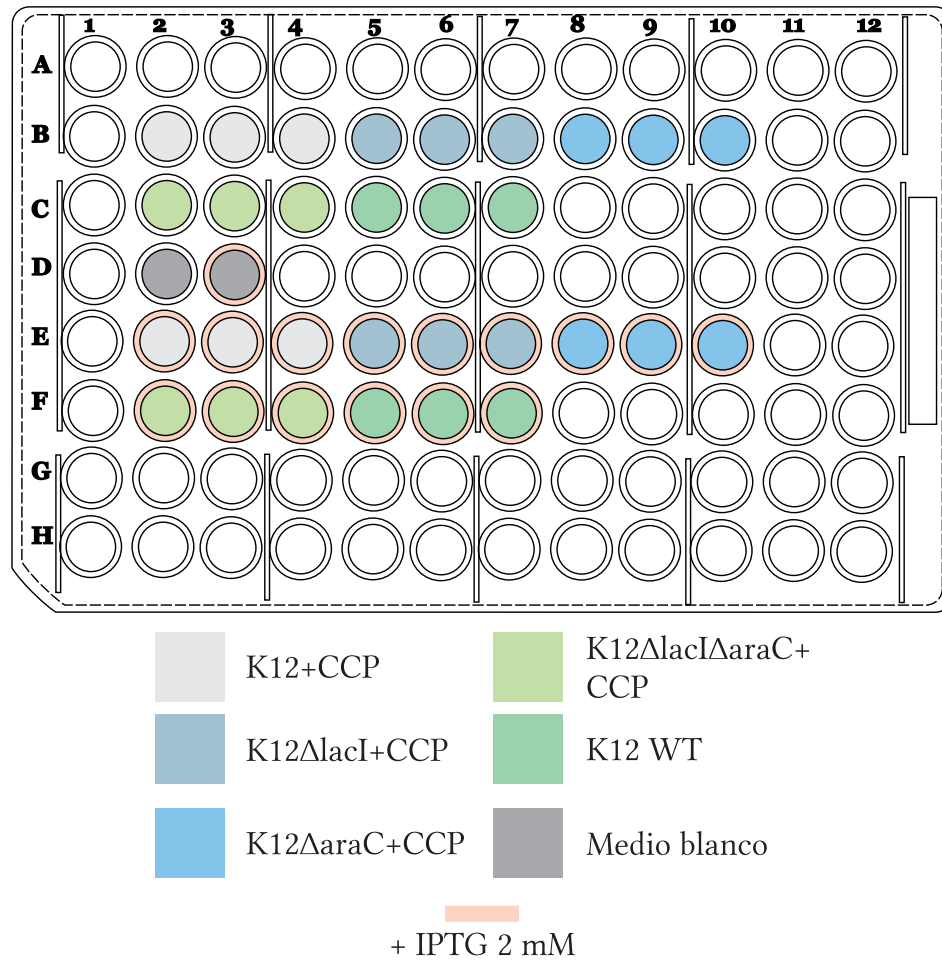 1 2 3 4 5 6 7 8 9 10 11 12
A
B
C
D
E
F
G
H
K12+CCP
K12ΔlacIΔaraC+
CCP
K12ΔlacI+CCP
K12 WT
K12ΔaraC+CCP
Medio blanco
+ IPTG 2 mM